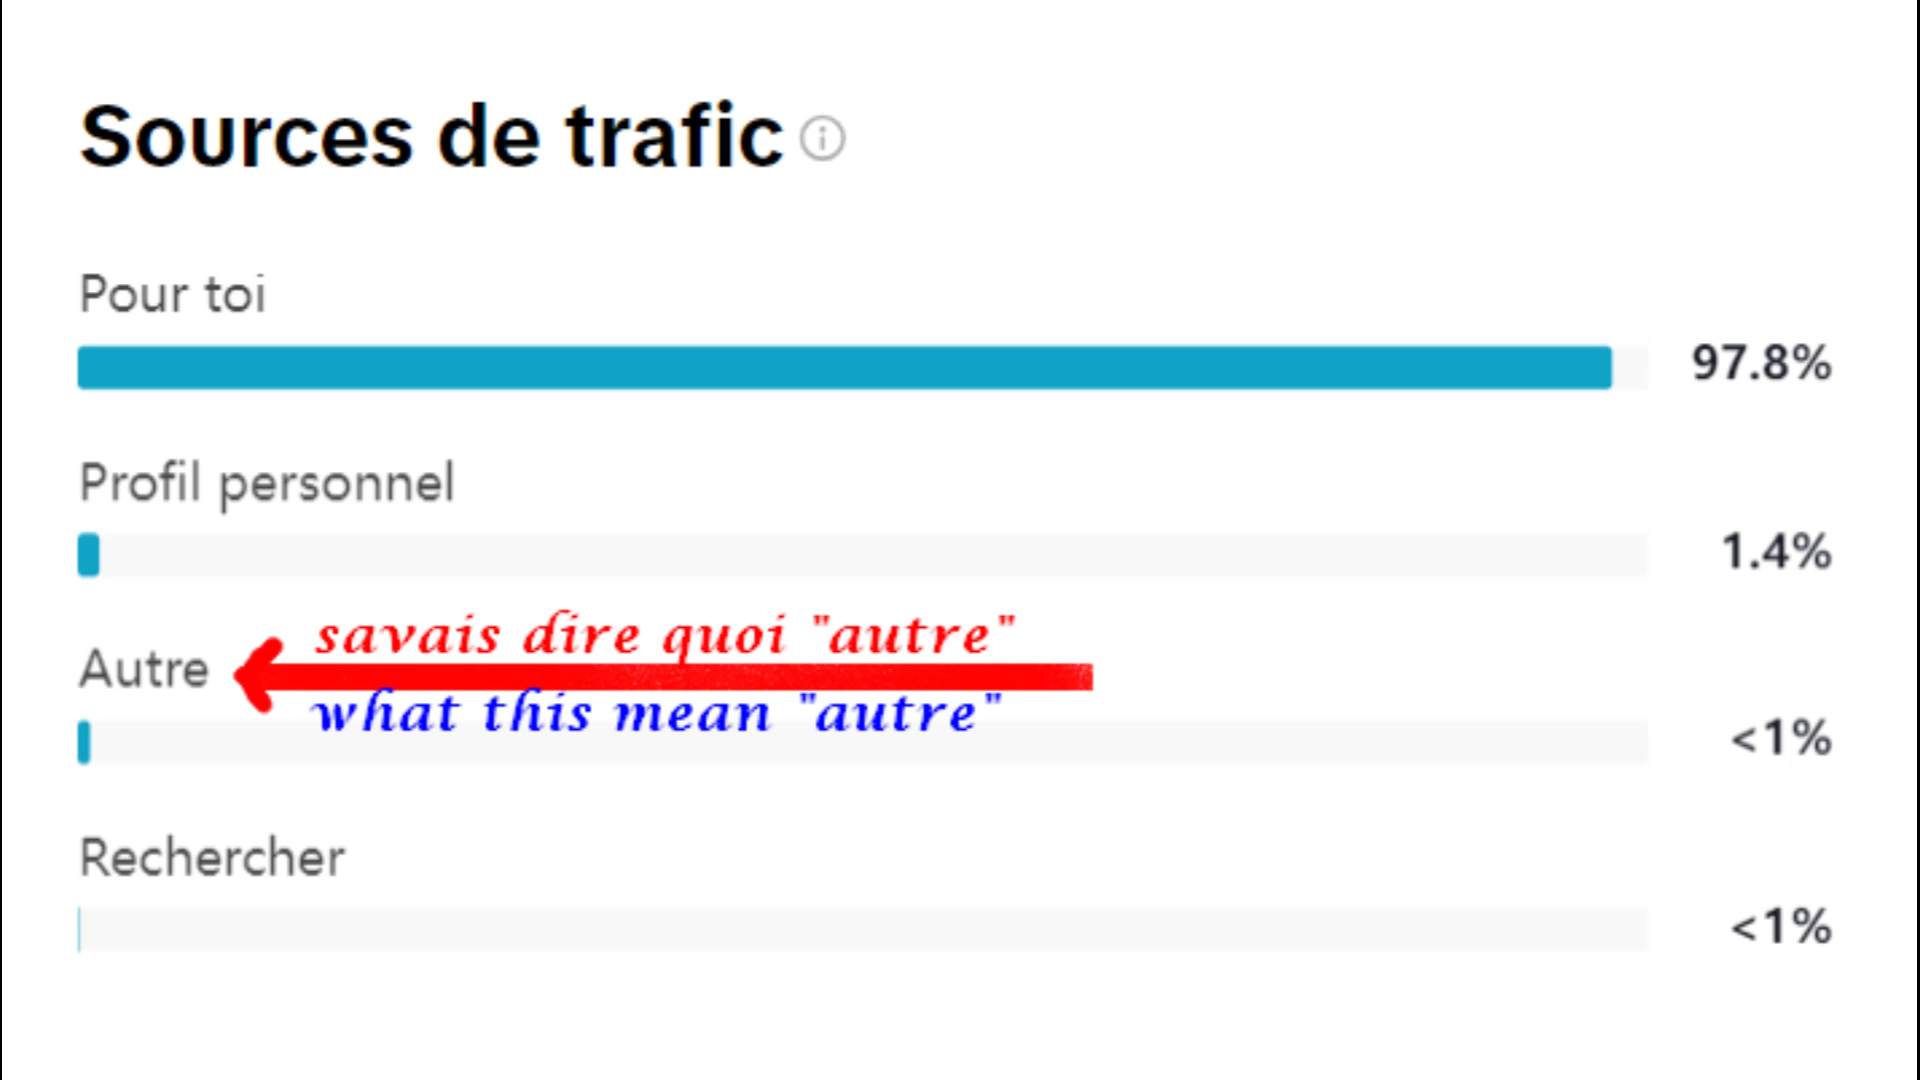 Sources de trafic
Pour toi
97.8%
Profil personnel
1.4%
savais dire quoi "autre"
Autre
what this mean "autre"
<1%
Rechercher
<1%